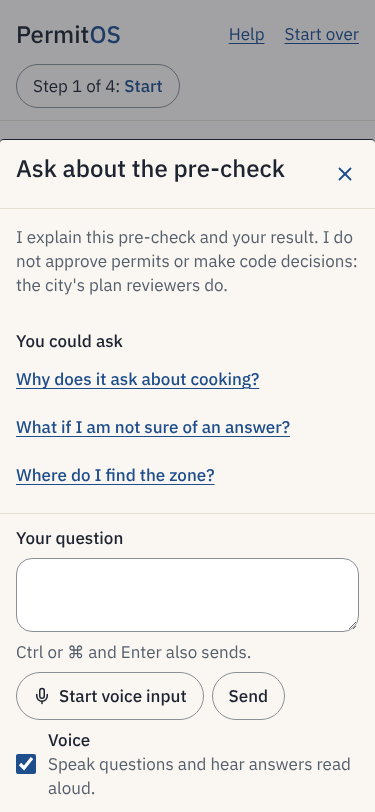 PermitOS
Help
Start over
Step 1 of 4: Start
Ask about the pre-check
I explain this pre-check and your result. I do
not approve permits or make code decisions:
the city's plan reviewers do.
You could ask
Why does it ask about cooking?
What if I am not sure of an answer?
Where do I find the zone?
Your question
Ctrl or ⌘ and Enter also sends.
Start voice input
Send
Voice
Speak questions and hear answers read
aloud.